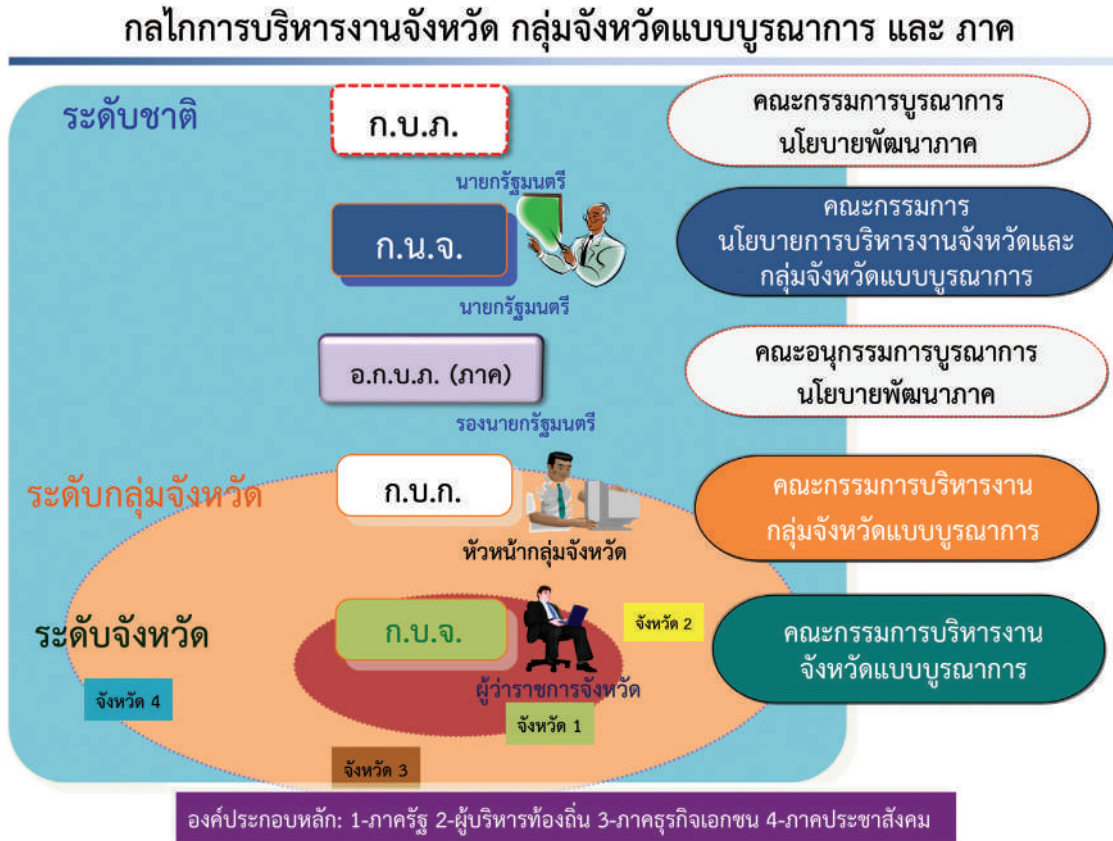 กลไกการบริหารงานจังหวัด กลุ่มจังหวัดแบบบูรณาการ และ ภาค
ระดับชาติ
ก.บ.ภ.
คณะกรรมการบูรณาการ
นโยบายพัฒนาภาค
นายกรัฐมนตรี
ก.น.จ.
คณะกรรมการ
นโยบายการบริหารงานจังหวัดและ
กลุ่มจังหวัดแบบบูรณาการ
นายกรัฐมนตรี
อ.ก.บ.ภ. (ภาค)
คณะอนุกรรมการบูรณาการ
นโยบายพัฒนาภาค
รองนายกรัฐมนตรี
ระดับกลุ่มจังหวัด
ก.บ.ก.
คณะกรรมการบริหารงาน
กลุ่มจังหวัดแบบบูรณาการ
หัวหน้ากลุ่มจังหวัด
ระดับจังหวัด
ก.บ.จ.
จังหวัด 2
คณะกรรมการบริหารงาน
จังหวัดแบบบูรณาการ
ผู้ว่าราชการจังหวัด
จังหวัด 4
จังหวัด 1
จังหวัด 3
องค์ประกอบหลัก: 1-ภาครัฐ 2-ผู้บริหารท้องถิ่น 3-ภาคธุรกิจเอกชน 4-ภาคประชาสังคม